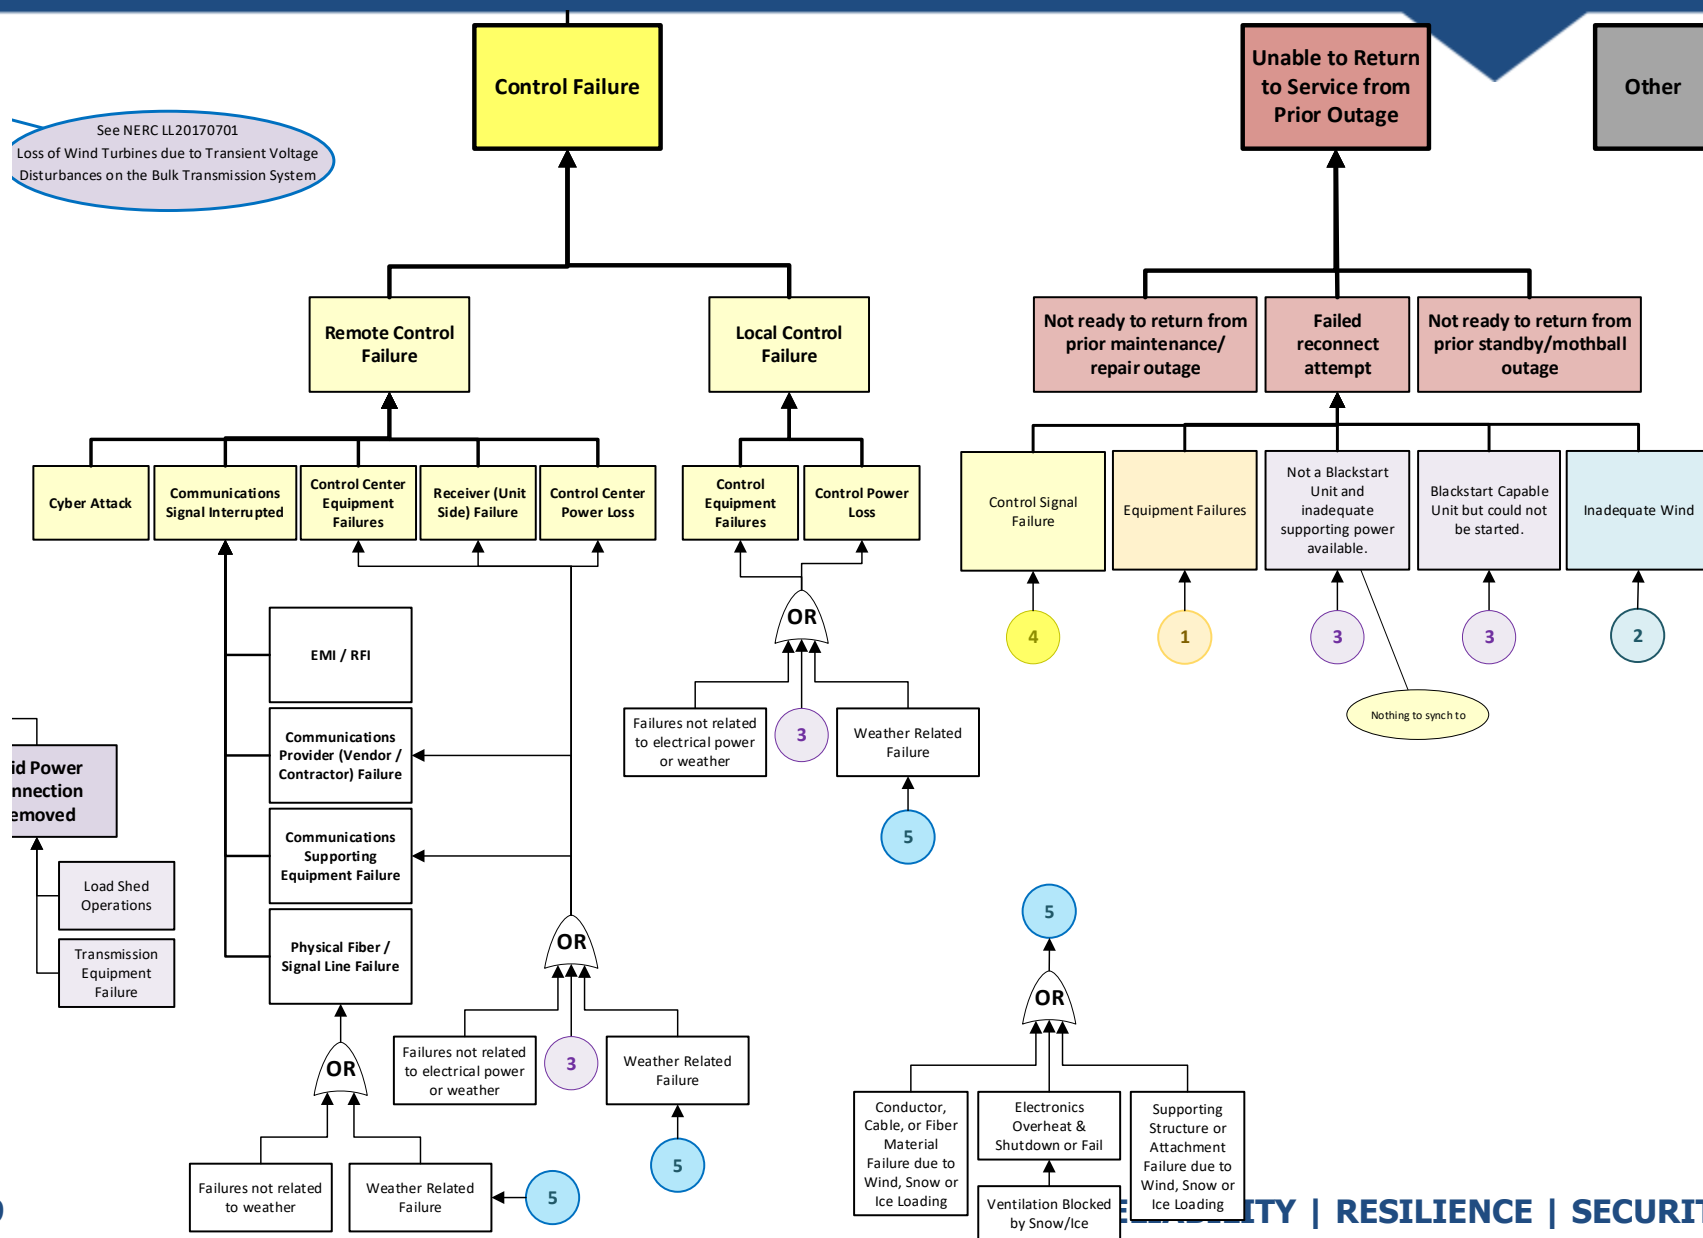 Control Failure
Unable to Return
to Service from
Prior Outage
Other
See NERC LL20170701
Loss of Wind Turbines due to Transient Voltage
Disturbances on the Bulk Transmission System
Remote Control
Failure
Local Control
Failure
Not ready to return from
prior maintenance/
repair outage
Failed
reconnect
attempt
Not ready to return from
prior standby/mothball
outage
Cyber Attack
Communications
Signal Interrupted
Control Center
Equipment
Failures
Receiver (Unit
Side) Failure
Control Center
Power Loss
Control
Equipment
Failures
Control Power
Loss
Control Signal
Failure
Equipment Failures
Not a Blackstart
Unit and
inadequate
supporting power
available.
Blackstart Capable
Unit but could not
be started.
Inadequate Wind
OR
4
1
3
3
2
EMI / RFI
Failures not related
to electrical power
or weather
3
Weather Related
Failure
Nothing to synch to
Communications
Provider (Vendor /
Contractor) Failure
id Power
nnection
emoved
5
Communications
Supporting
Equipment Failure
Load Shed
Operations
5
Transmission
Equipment
Failure
Physical Fiber /
Signal Line Failure
OR
OR
Failures not related
to electrical power
or weather
3
Weather Related
Failure
OR
Conductor,
Cable, or Fiber
Material
Failure due to
Wind, Snow or
Ice Loading
Electronics
Overheat &
Shutdown or Fail
Supporting
Structure or
Attachment
Failure due to
Wind, Snow or
Ice Loading
5
Failures not related
to weather
Weather Related
Failure
5
Ventilation Blocked
by Snow/Ice
ITY | RESILIENCE | SECURIT